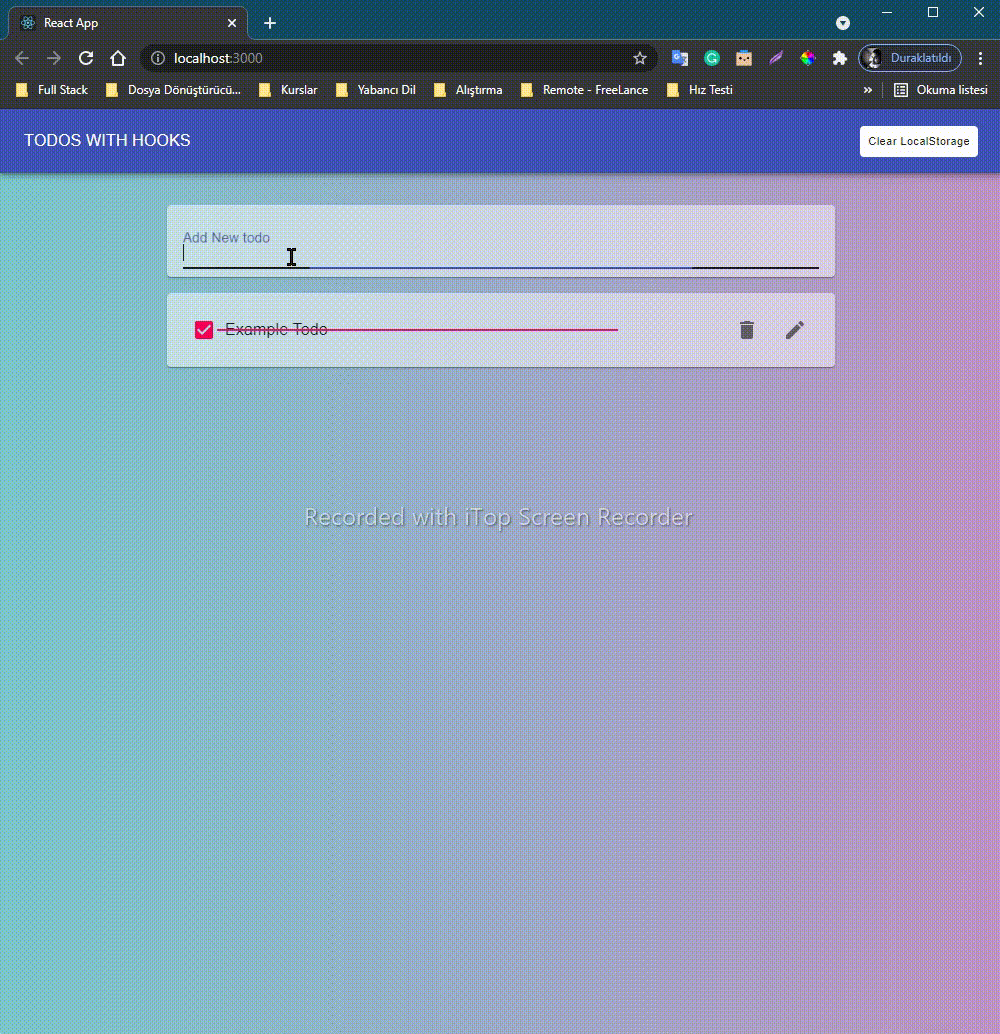 React App
localhost:3000
Duraklatıldı
Full Stack
Dosya Dönüştürücü...
Kurslar
Yabancı Dil
Alıştırma
Remote - FreeLance
Hız Testi
»
Okuma listesi
TODOS WITH HOOKS
Clear LocalStorage
Add New todo
Example Todo
Recorded with iTop Screen Recorder